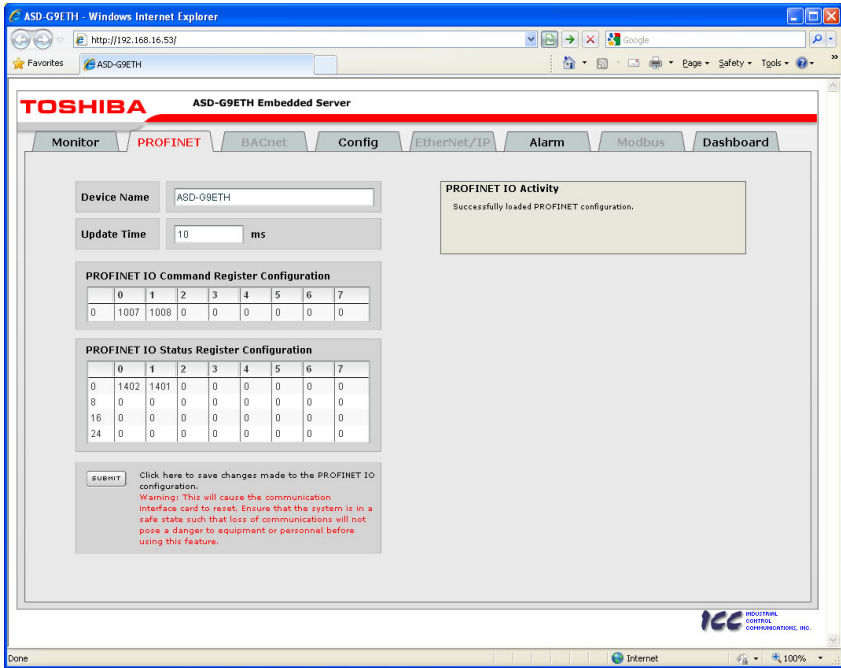 ASD-G9ETH - Windows Internet Explorer
http://192.168.16.53/
Google
Favorites ASD-G9ETH Page Safety Tools »
TOSHIBA ASD-G9ETH Embedded Server
Monitor PROFINET BACnet Config EtherNet/IP Alarm Modbus Dashboard
Device Name ASD-G9ETH
Update Time 10 ms
PROFINET IO Command Register Configuration
0 1 2 3 4 5 6 7
0 1007 1008 0 0 0 0 0 0
PROFINET IO Status Register Configuration
0 1 2 3 4 5 6 7
0 1402 1401 0 0 0 0 0 0
8 0 0 0 0 0 0 0 0
16 0 0 0 0 0 0 0 0
24 0 0 0 0 0 0 0 0
SUBMIT Click here to save changes made to the PROFINET IO
configuration.
Warning: This will cause the communication
interface card to reset. Ensure that the system is in a
safe state such that loss of communications will not
pose a danger to equipment or personnel before
using this feature.
PROFINET IO Activity
Successfully loaded PROFINET configuration.
ICC INDUSTRIAL
CONTROL
COMMUNICATIONS, INC.
Done Internet 100%